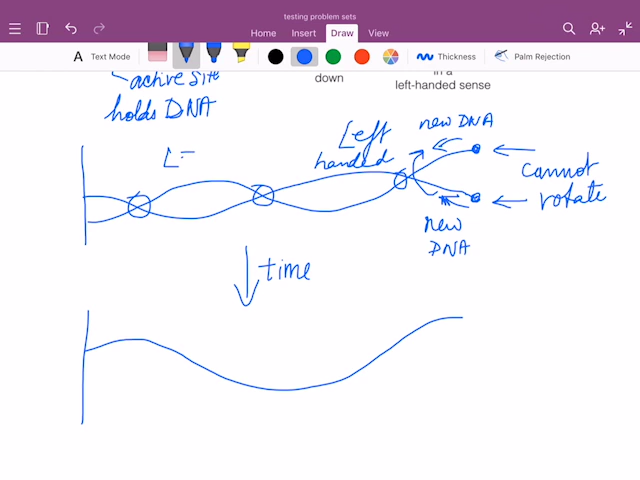 testing problem sets
Home Insert Draw View
A Text Mode Thickness Palm Rejection
active site
holds DNA
down
in a
left-handed sense
Left
handed
new DNA
L=
cannot
rotate
new
DNA
time